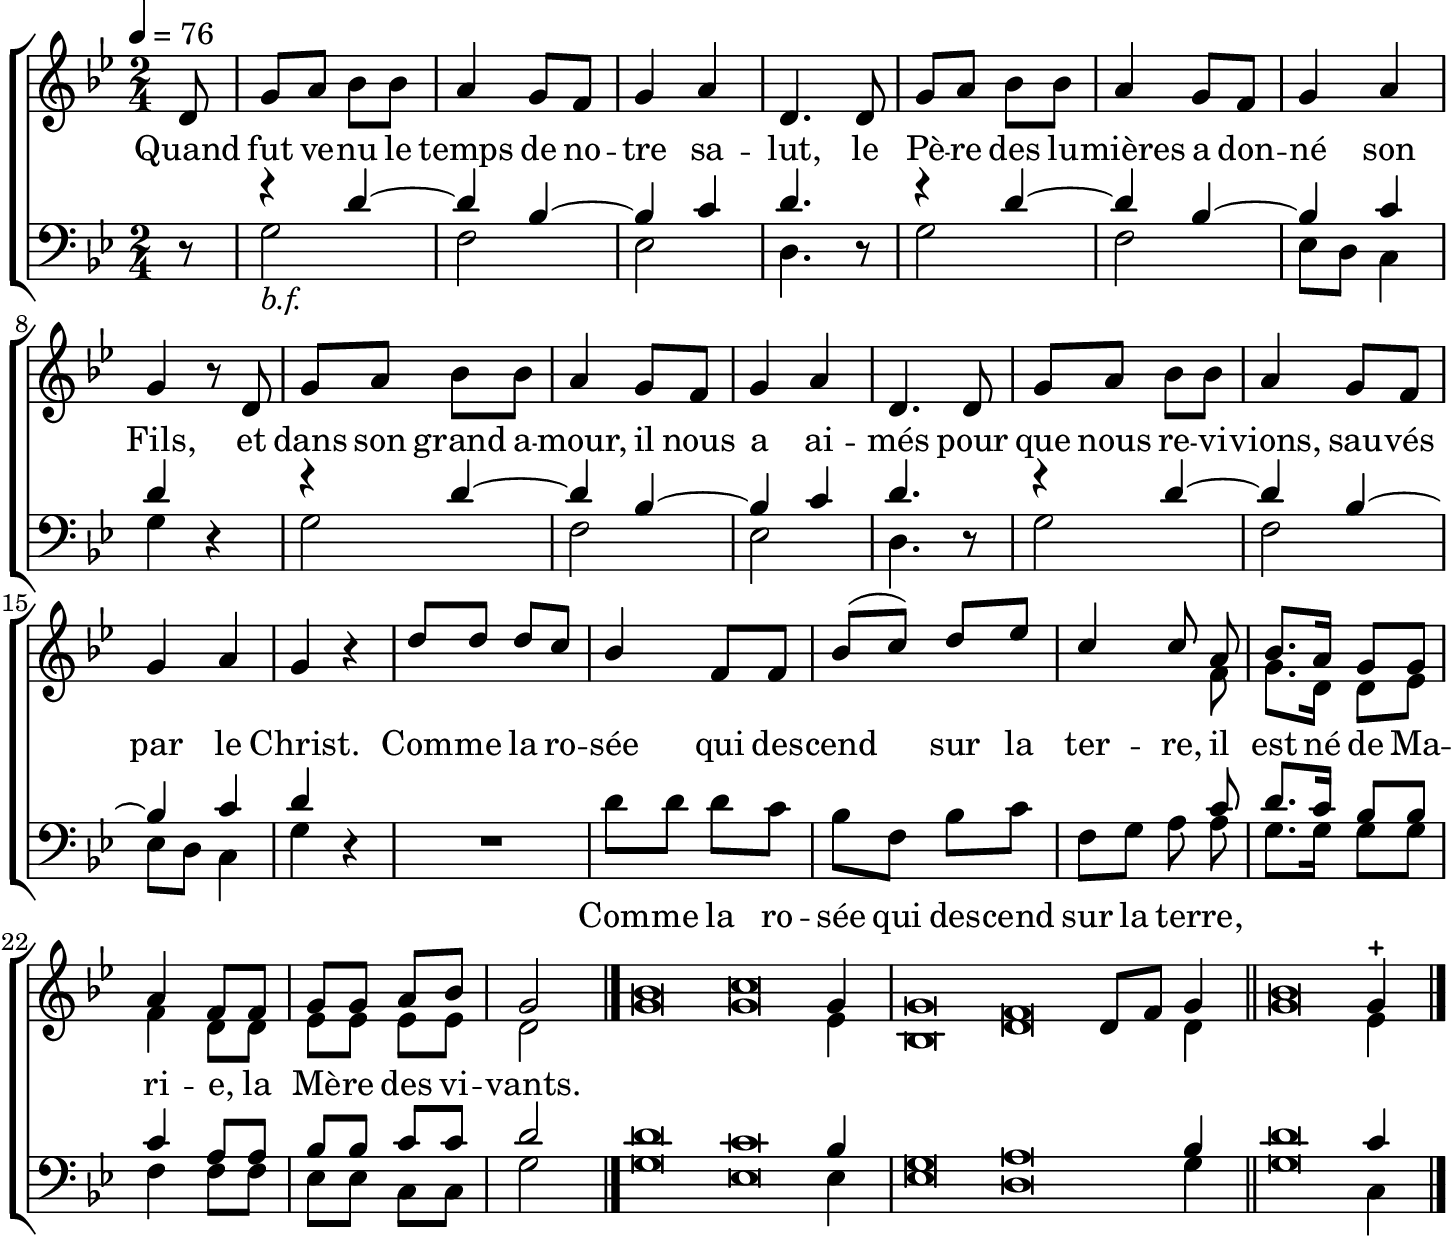 = 76
Quand fut venu le temps de no - tre sa - lut, le Pè - re des lumières a don - né son
b.f.
8
Fils, et dans son grand a - mour, il nous a ai - més pour que nous re - vivions, sauvés
15
par le Christ. Comme la ro - sée qui descend sur la ter - re, il est né de Ma -
Comme la ro - sée qui descend sur la terre,
22
ri - e, la Mère des vi - vants.